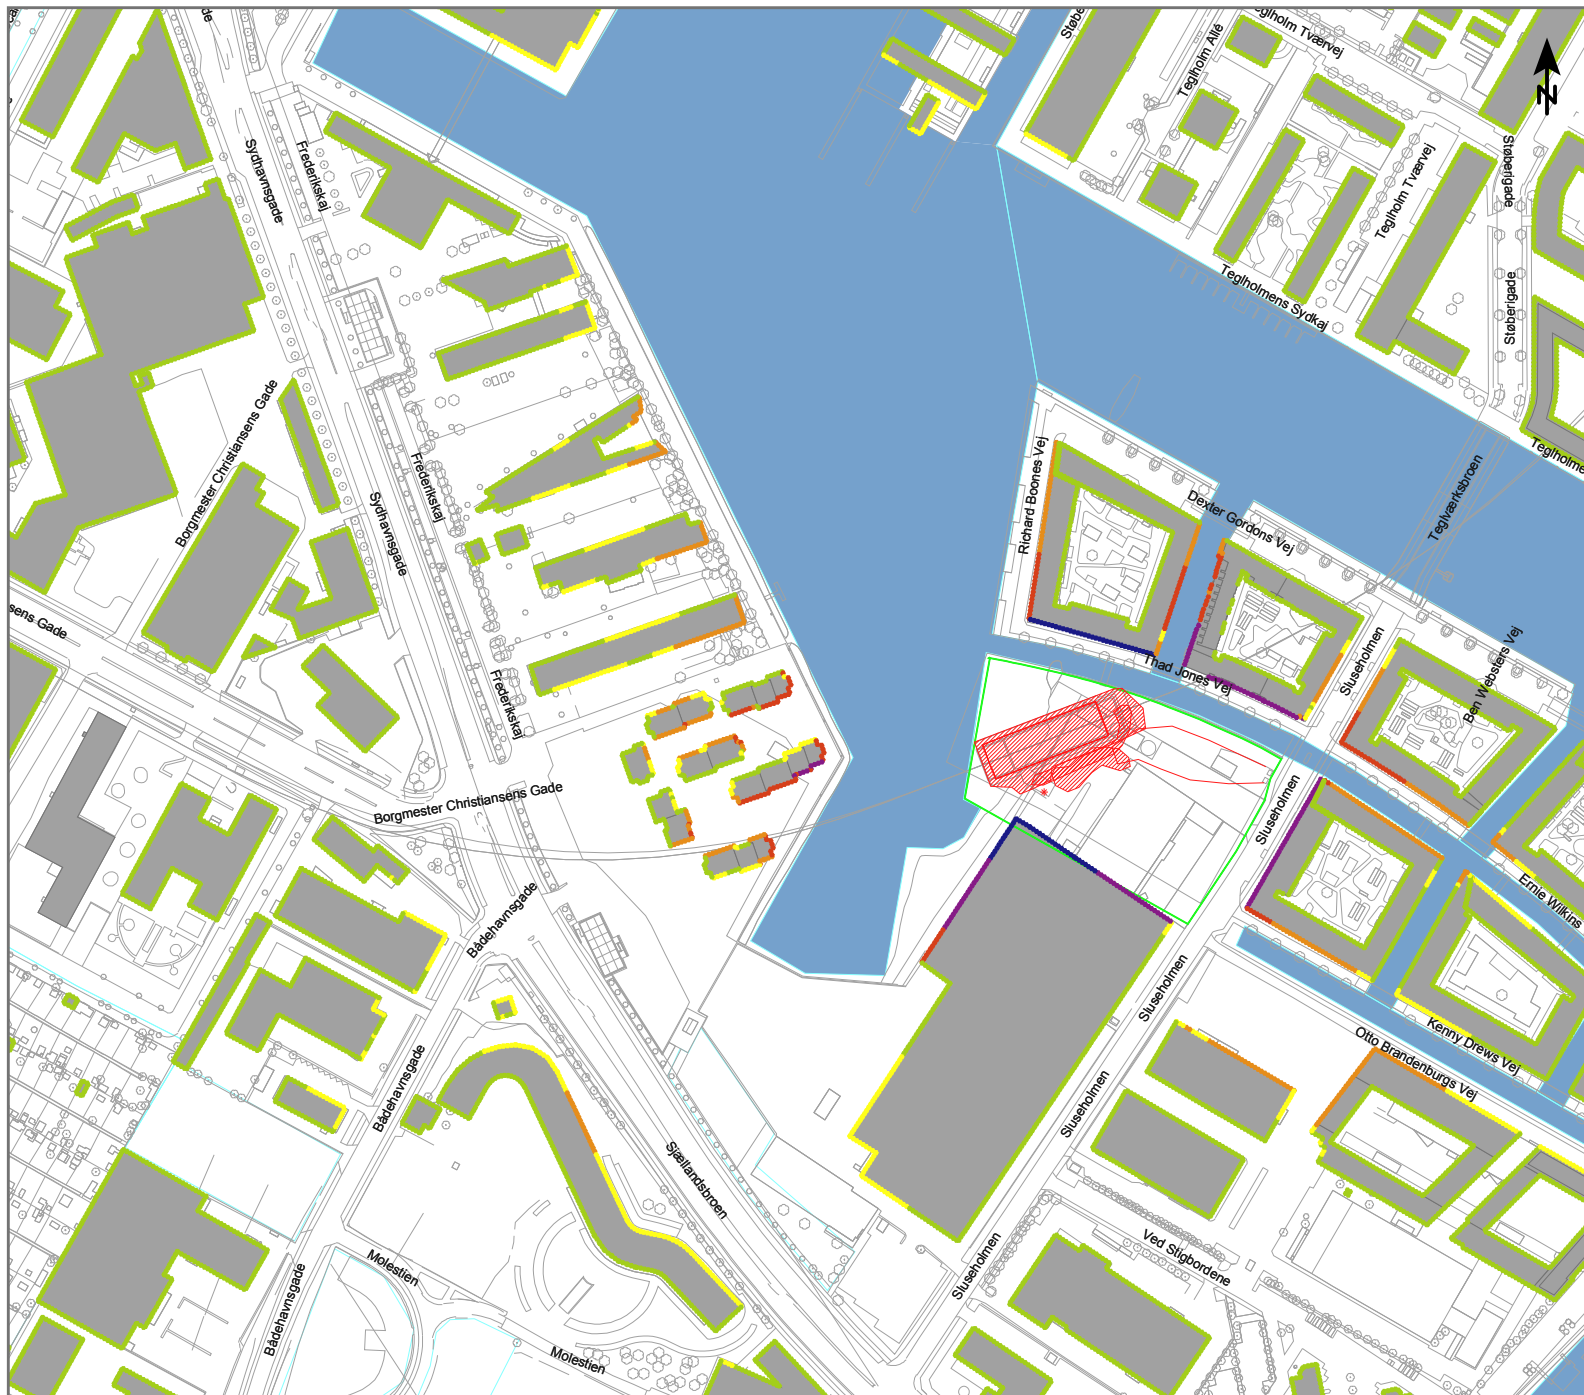 Teglholm Tværvej
Teglholm Allé
Støberigade
Sydhavnsgade
Frederikskaj
Teglholm Tværvej
Teglholmens Sydkaj
Støberigade
Borgmester Christiansens Gade
Frederikskaj
Sydhavnsgade
Richard Boones Vej
Dexter Gordons Vej
Teglværksbroen
Teglholme
sens Gade
Sluseholmen
Ben Websters Vej
Thad Jones Vej
Frederikskaj
Borgmester Christiansens Gade
Sluseholmen
Ernie Wilkins
Bådehavnsgade
Sluseholmen
Kenny Drews Vej
Otto Brandenburgs Vej
Bådehavnsgade
Sluseholmen
Sjællandsbroen
Ved Stigbordene
Molestien
Sluseholmen
Bådehavnsgade
Molestien
N